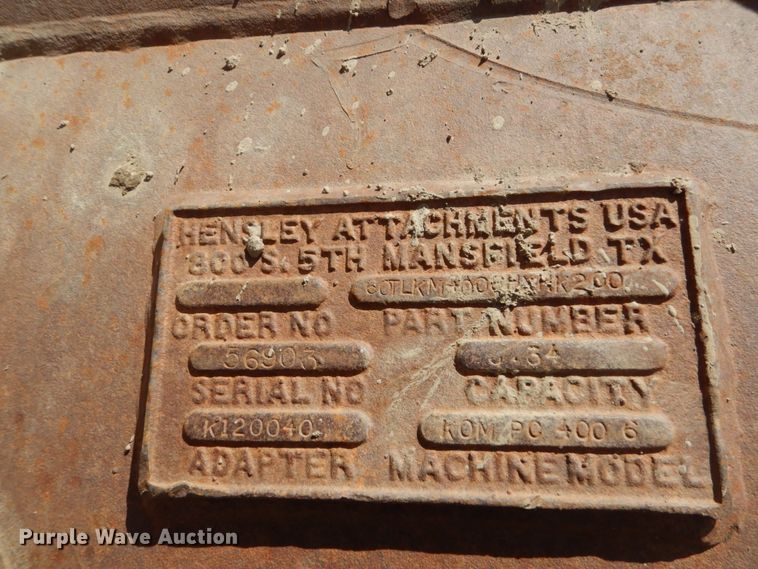 HENSLEY ATTACHMENTS USA
800 S. 5TH MANSFIELD TX
ORDER NO PART NUMBER
56903
SERIAL NO CAPACITY
K120040 KOM PC 400 6
ADAPTER MACHINE MODEL
Purple Wave Auction